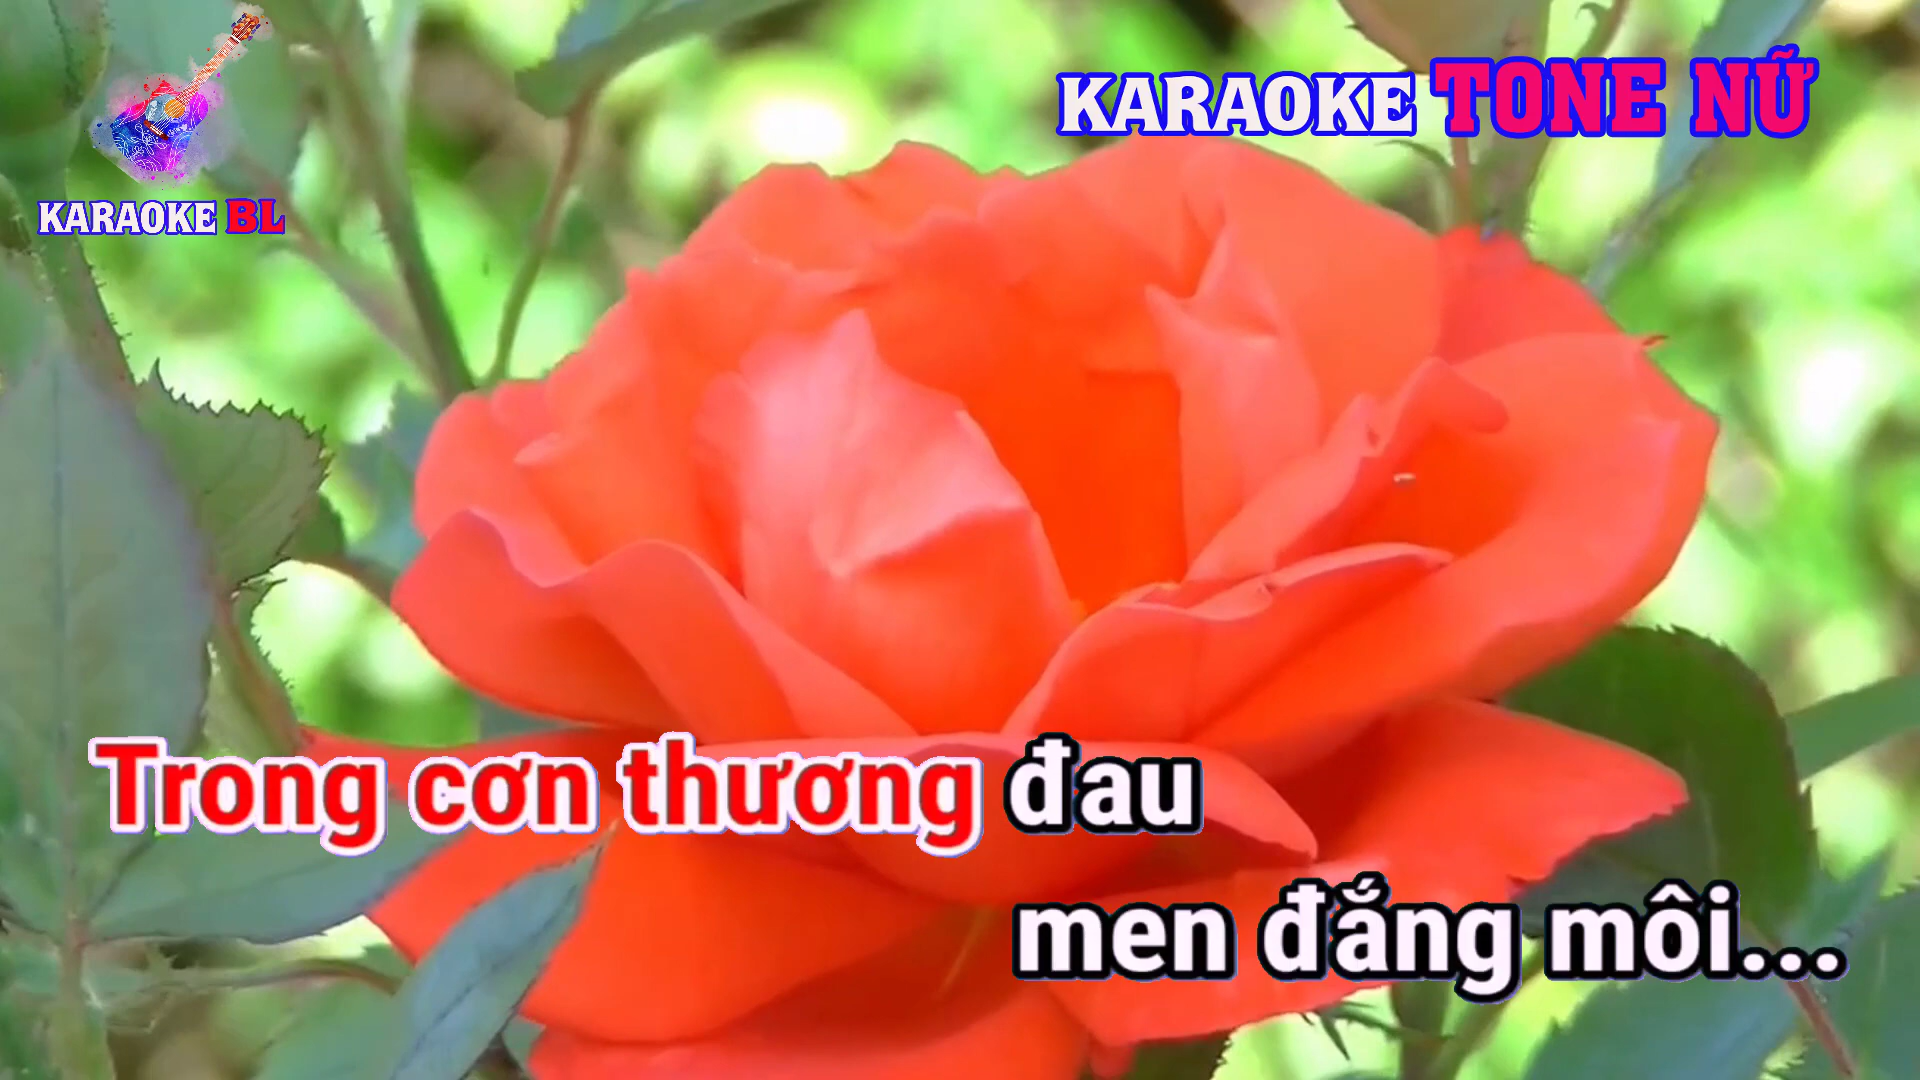 KARAOKE TONE NỮ
KARAOKE BL
Trong cơn thương đau
men đắng môi...